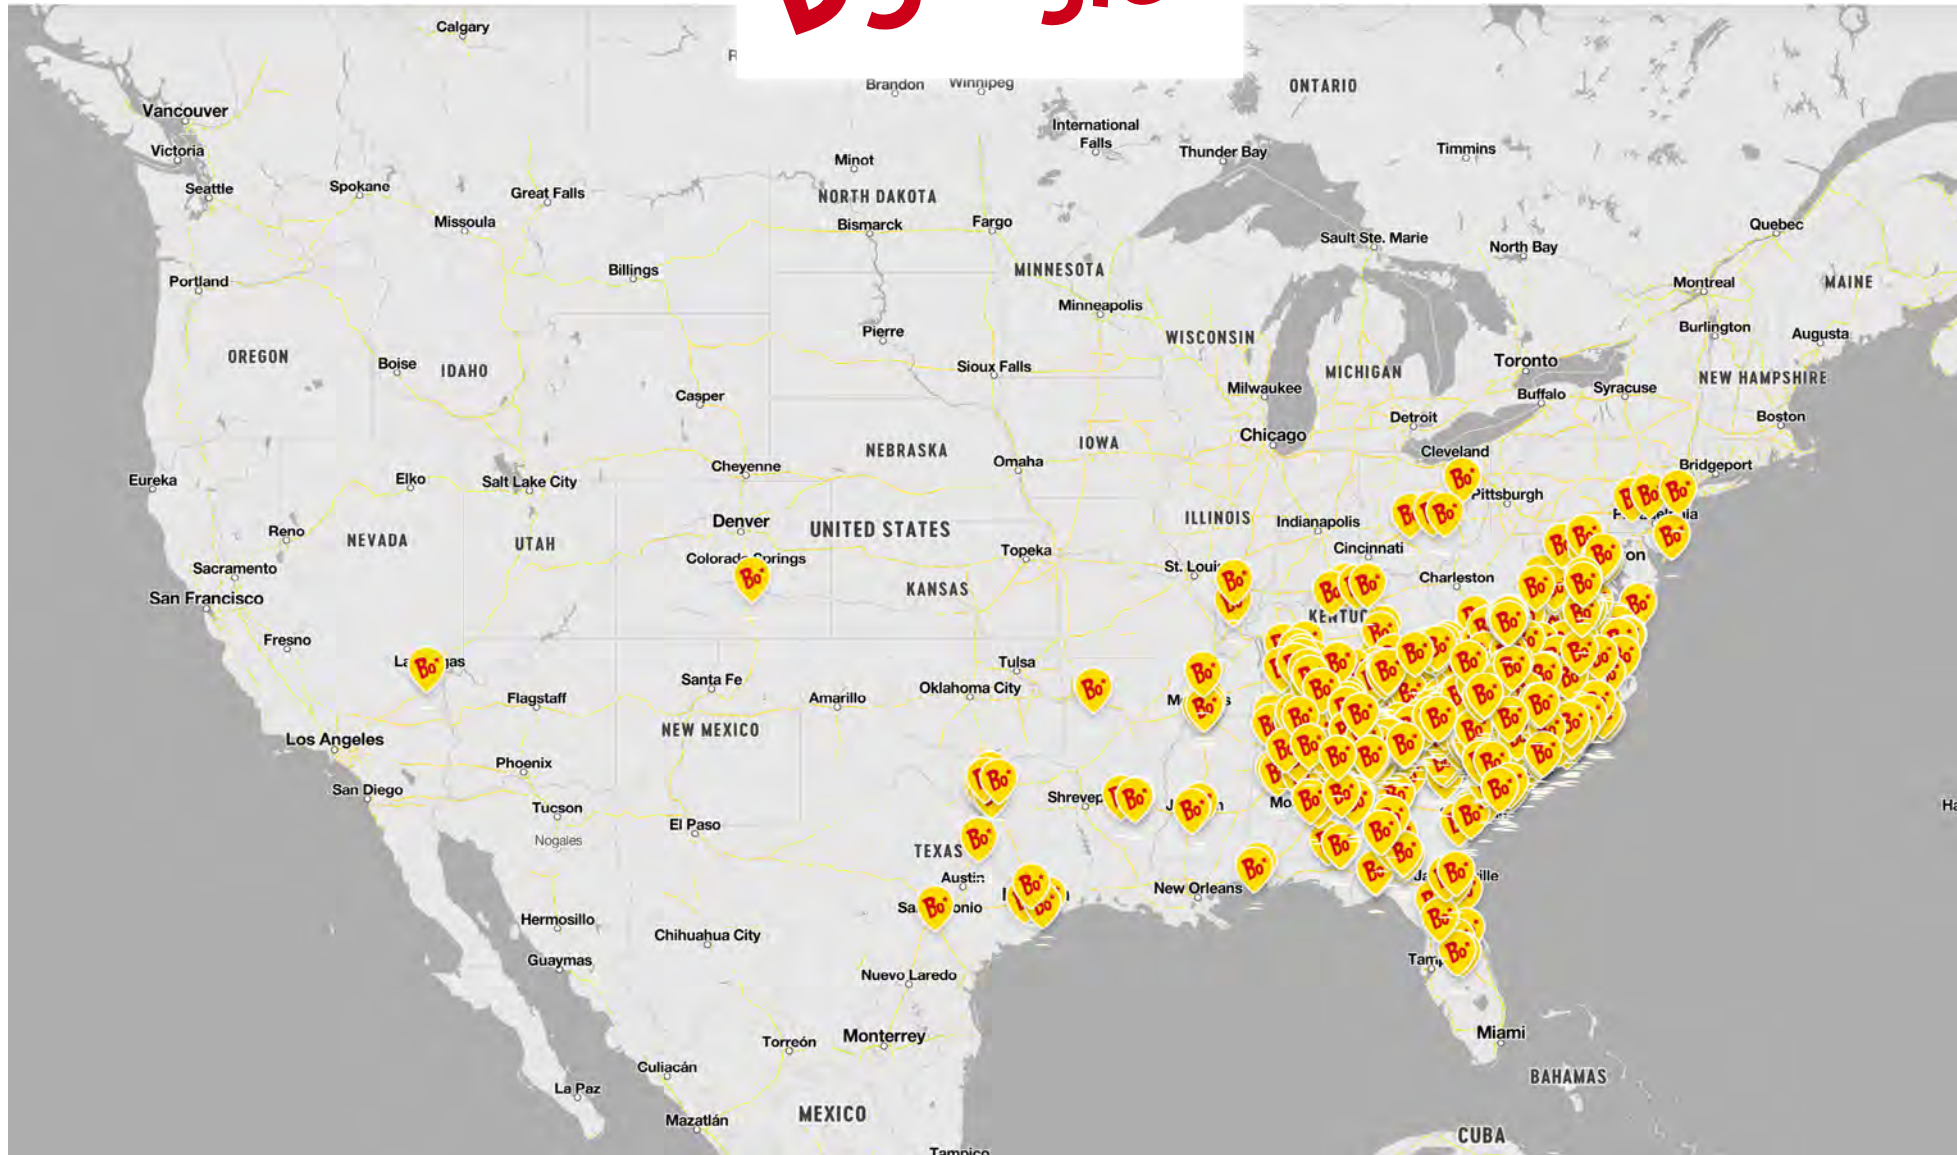 Calgary
Vancouver
Brandon
Winnipeg
ONTARIO
International
Falls
Victoria
Thunder Bay
Timmins
Minot
Seattle
Spokane
Great Falls
NORTH DAKOTA
Missoula
Bismarck
Fargo
Quebec
Sault Ste. Marie
North Bay
Billings
MINNESOTA
Portland
Montreal
MAINE
Minneapolis
Pierre
WISCONSIN
Burlington
Augusta
OREGON
Boise
IDAHO
Sioux Falls
MICHIGAN
Toronto
NEW HAMPSHIRE
Casper
Milwaukee
Buffalo
Syracuse
Detroit
Boston
Chicago
NEBRASKA
IOWA
Cleveland
Eureka
Elko
Salt Lake City
Cheyenne
Omaha
Bridgeport
Pittsburgh
Denver
UNITED STATES
ILLINOIS
Indianapolis
Reno
NEVADA
UTAH
Topeka
Cincinnati
Colorado Springs
Sacramento
KANSAS
St. Louis
Charleston
San Francisco
Bo
Fresno
Tulsa
Santa Fe
Amarillo
Oklahoma City
Flagstaff
NEW MEXICO
Los Angeles
Phoenix
San Diego
Tucson
El Paso
Nogales
TEXAS
Austin
New Orleans
Hermosillo
Chihuahua City
Guaymas
Nuevo Laredo
Miami
Monterrey
Torreón
Culiacán
La Paz
BAHAMAS
Mazatlán
MEXICO
CUBA
Tampico